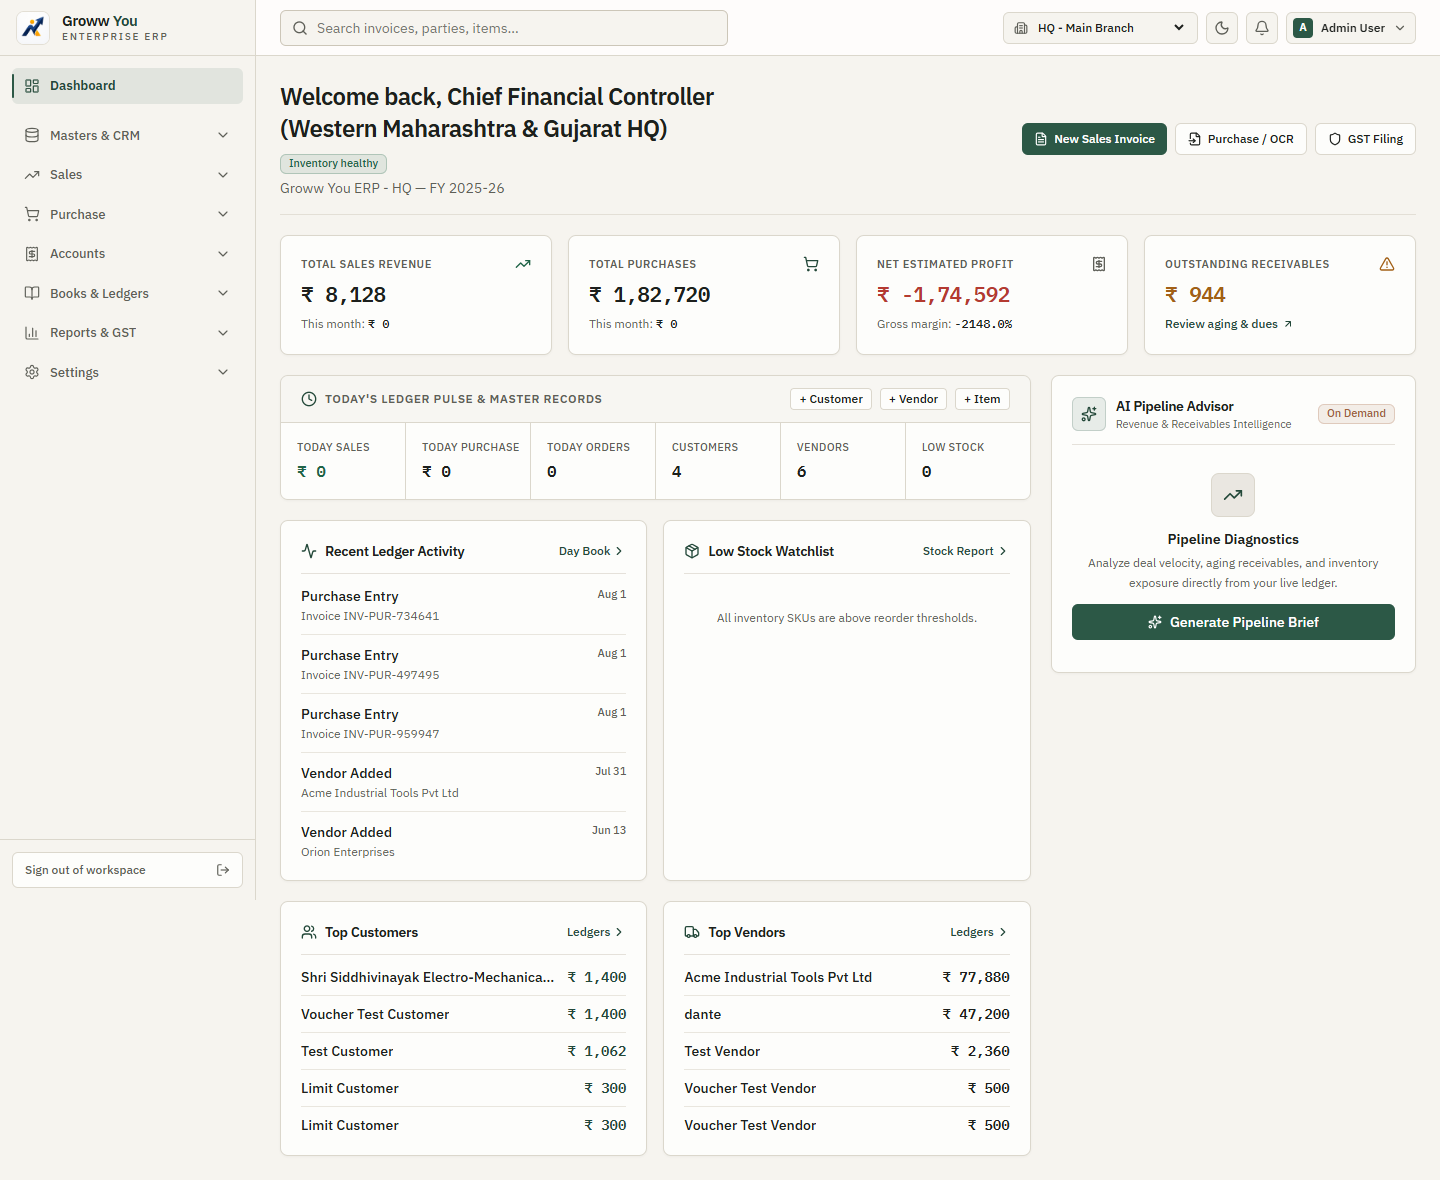 Groww You
ENTERPRISE ERP
Search invoices, parties, items...
HQ - Main Branch
A
Admin User
Dashboard
Masters & CRM
Sales
Purchase
Accounts
Books & Ledgers
Reports & GST
Settings
Sign out of workspace
Welcome back, Chief Financial Controller
(Western Maharashtra & Gujarat HQ)
Inventory healthy
Groww You ERP - HQ — FY 2025-26
New Sales Invoice
Purchase / OCR
GST Filing
TOTAL SALES REVENUE
₹ 8,128
This month: ₹ 0
TOTAL PURCHASES
₹ 1,82,720
This month: ₹ 0
NET ESTIMATED PROFIT
₹ -1,74,592
Gross margin: -2148.0%
OUTSTANDING RECEIVABLES
₹ 944
Review aging & dues
TODAY'S LEDGER PULSE & MASTER RECORDS
+ Customer
+ Vendor
+ Item
TODAY SALES
₹ 0
TODAY PURCHASE
₹ 0
TODAY ORDERS
0
CUSTOMERS
4
VENDORS
6
LOW STOCK
0
AI Pipeline Advisor
Revenue & Receivables Intelligence
On Demand
Pipeline Diagnostics
Analyze deal velocity, aging receivables, and inventory
exposure directly from your live ledger.
Generate Pipeline Brief
Recent Ledger Activity
Day Book
Purchase Entry
Aug 1
Invoice INV-PUR-734641
Purchase Entry
Aug 1
Invoice INV-PUR-497495
Purchase Entry
Aug 1
Invoice INV-PUR-959947
Vendor Added
Jul 31
Acme Industrial Tools Pvt Ltd
Vendor Added
Jun 13
Orion Enterprises
Low Stock Watchlist
Stock Report
All inventory SKUs are above reorder thresholds.
Top Customers
Ledgers
Shri Siddhivinayak Electro-Mechanica... ₹ 1,400
Voucher Test Customer ₹ 1,400
Test Customer ₹ 1,062
Limit Customer ₹ 300
Limit Customer ₹ 300
Top Vendors
Ledgers
Acme Industrial Tools Pvt Ltd ₹ 77,880
dante ₹ 47,200
Test Vendor ₹ 2,360
Voucher Test Vendor ₹ 500
Voucher Test Vendor ₹ 500